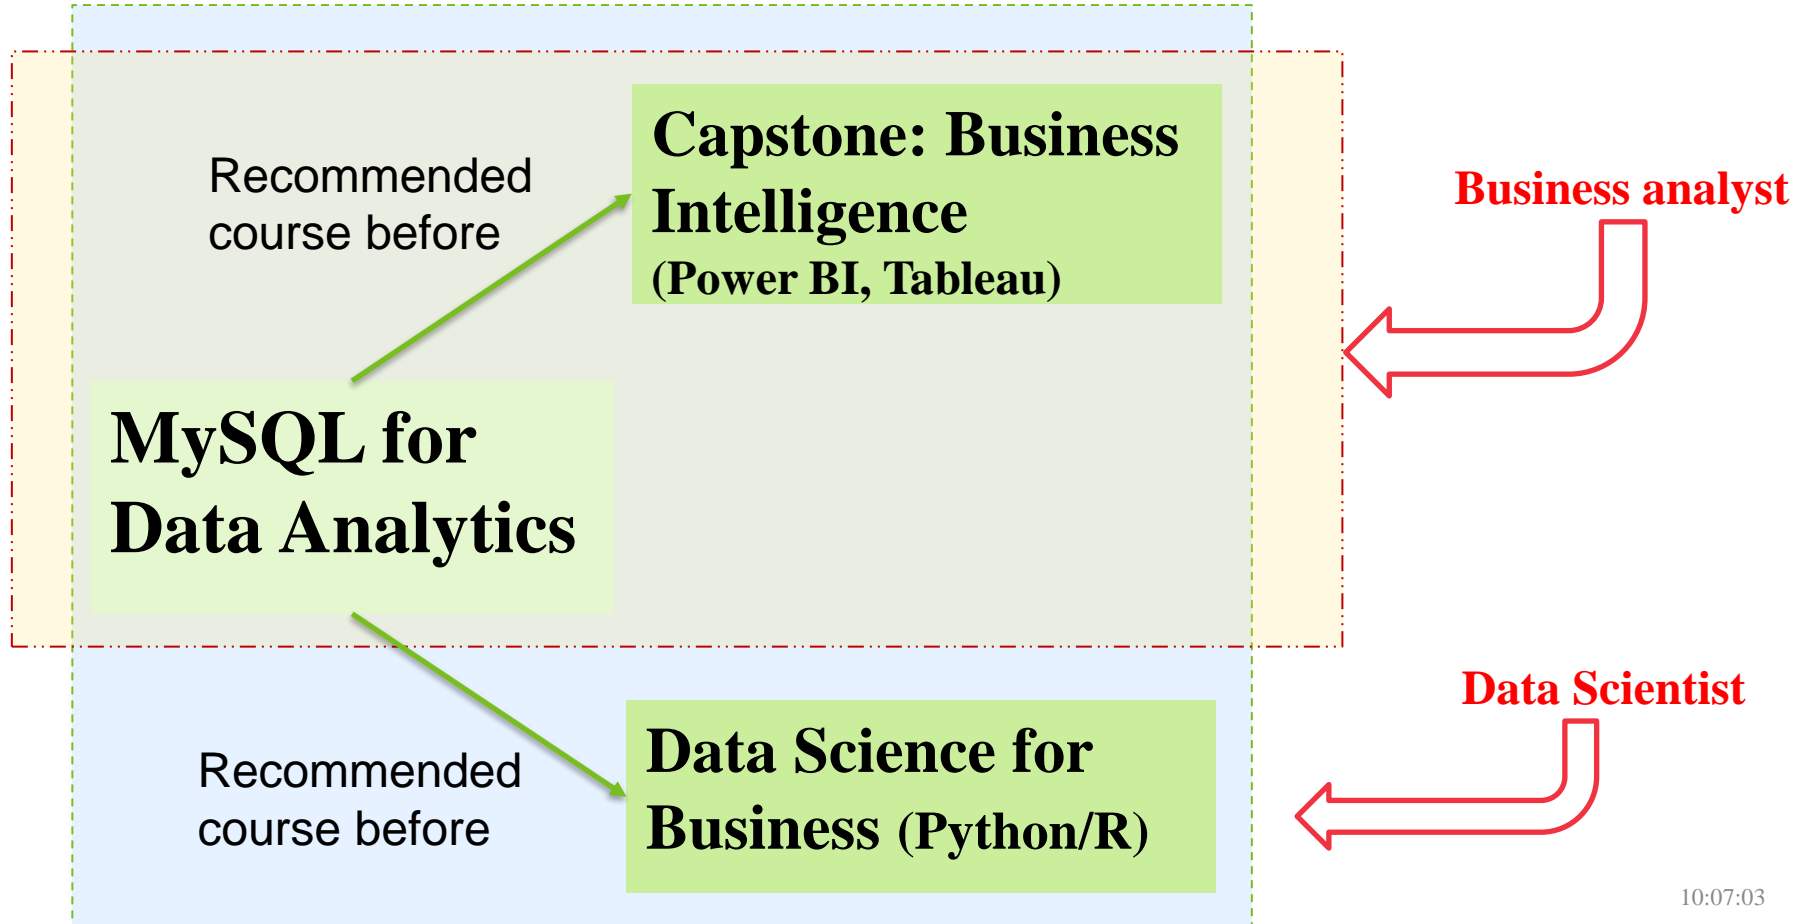 Recommended
course before
Capstone: Business
Intelligence
(Power BI, Tableau)
Business analyst
MySQL for
Data Analytics
Data Scientist
Recommended
course before
Data Science for
Business (Python/R)
10:07:03